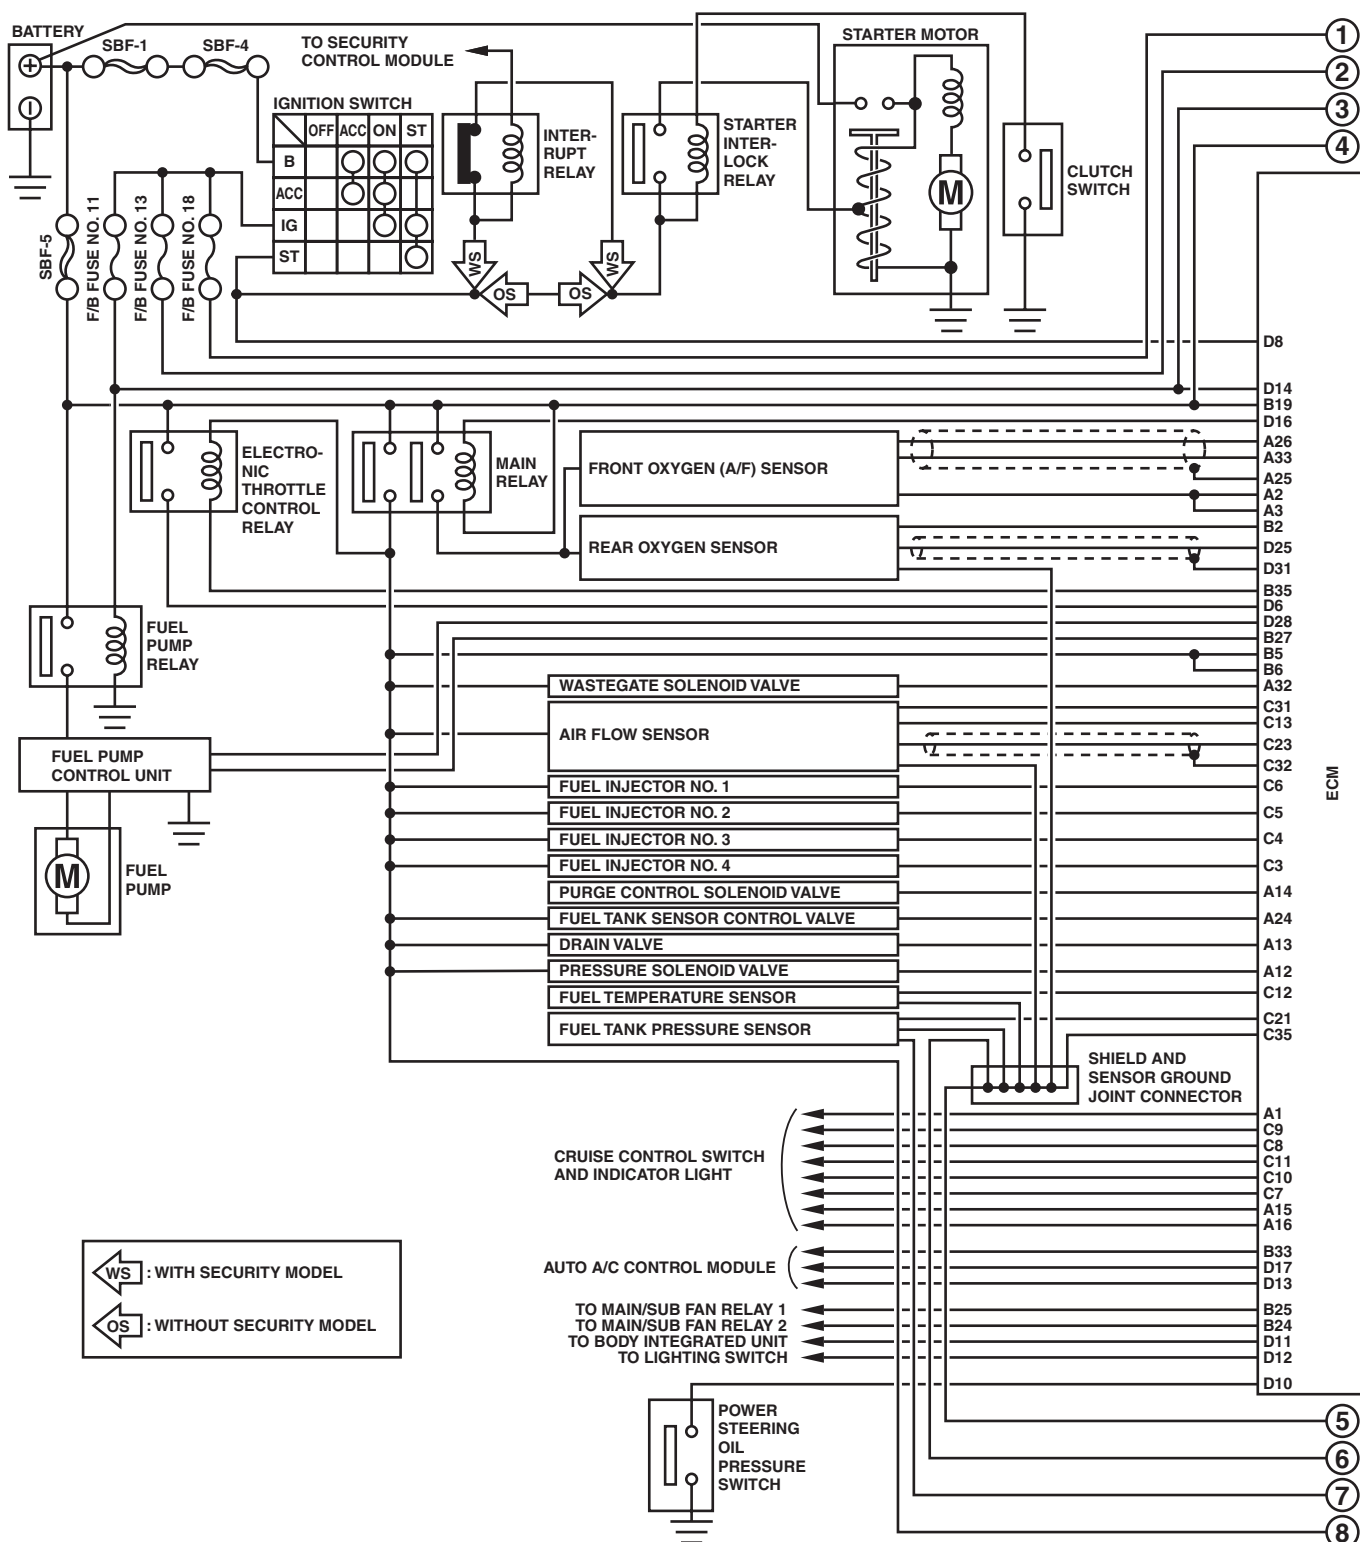 BATTERY
SBF-1
SBF-4
TO SECURITY
CONTROL MODULE
STARTER MOTOR
1
2
3
4
IGNITION SWITCH
OFF ACC ON ST
B
ACC
IG
ST
INTER-
RUPT
RELAY
STARTER
INTER-
LOCK
RELAY
M
CLUTCH
SWITCH
SBF-5
F/B FUSE NO. 11
F/B FUSE NO. 13
F/B FUSE NO. 18
WS
OS
OS
WS
D8
D14
B19
D16
ELECTRO-
NIC
THROTTLE
CONTROL
RELAY
MAIN
RELAY
FRONT OXYGEN (A/F) SENSOR
A26
A33
A25
A2
A3
REAR OXYGEN SENSOR
B2
D25
D31
B35
D6
D28
B27
B5
B6
FUEL
PUMP
RELAY
WASTEGATE SOLENOID VALVE
A32
AIR FLOW SENSOR
C31
C13
C23
C32
ECM
FUEL PUMP
CONTROL UNIT
FUEL INJECTOR NO. 1
C6
FUEL INJECTOR NO. 2
C5
FUEL INJECTOR NO. 3
C4
FUEL INJECTOR NO. 4
C3
M
FUEL
PUMP
PURGE CONTROL SOLENOID VALVE
A14
FUEL TANK SENSOR CONTROL VALVE
A24
DRAIN VALVE
A13
PRESSURE SOLENOID VALVE
A12
FUEL TEMPERATURE SENSOR
C12
FUEL TANK PRESSURE SENSOR
C21
C35
SHIELD AND
SENSOR GROUND
JOINT CONNECTOR
CRUISE CONTROL SWITCH
AND INDICATOR LIGHT
A1
C9
C8
C11
C10
C7
A15
A16
AUTO A/C CONTROL MODULE
B33
D17
D13
TO MAIN/SUB FAN RELAY 1
B25
TO MAIN/SUB FAN RELAY 2
B24
TO BODY INTEGRATED UNIT
D11
TO LIGHTING SWITCH
D12
D10
WS : WITH SECURITY MODEL
OS : WITHOUT SECURITY MODEL
POWER
STEERING
OIL
PRESSURE
SWITCH
5
6
7
8